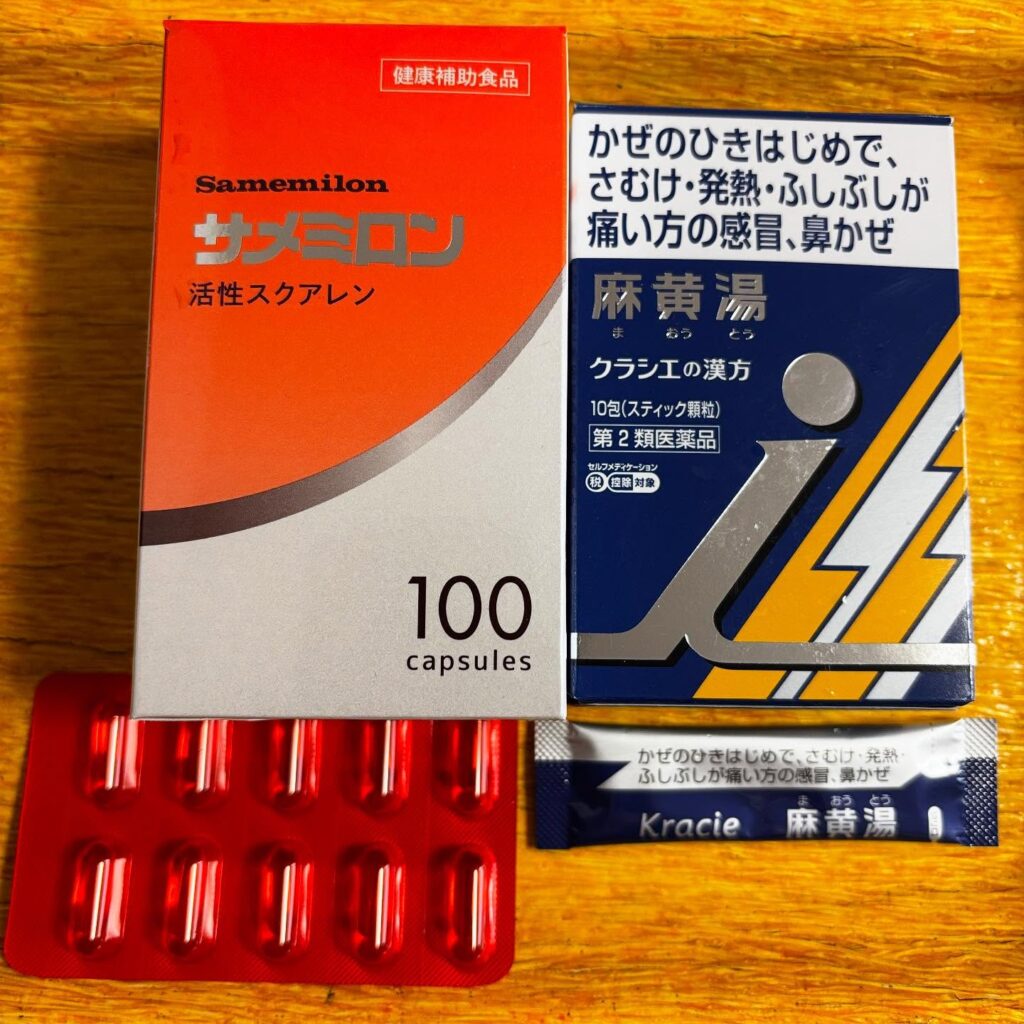 健康補助食品
Samemilon
サメミロン
活性スクアレン
100
capsules
かぜのひきはじめで、
さむけ・発熱・ふしぶしが
痛い方の感冒、鼻かぜ
麻黄湯
ま おう とう
クラシエの漢方
10包(スティック顆粒)
第2類医薬品
セルフメディケーション
税 控除 対象
かぜのひきはじめで、さむけ・発熱・
ふしぶしが痛い方の感冒、鼻かぜ
ま おう とう
Kracie 麻黄湯